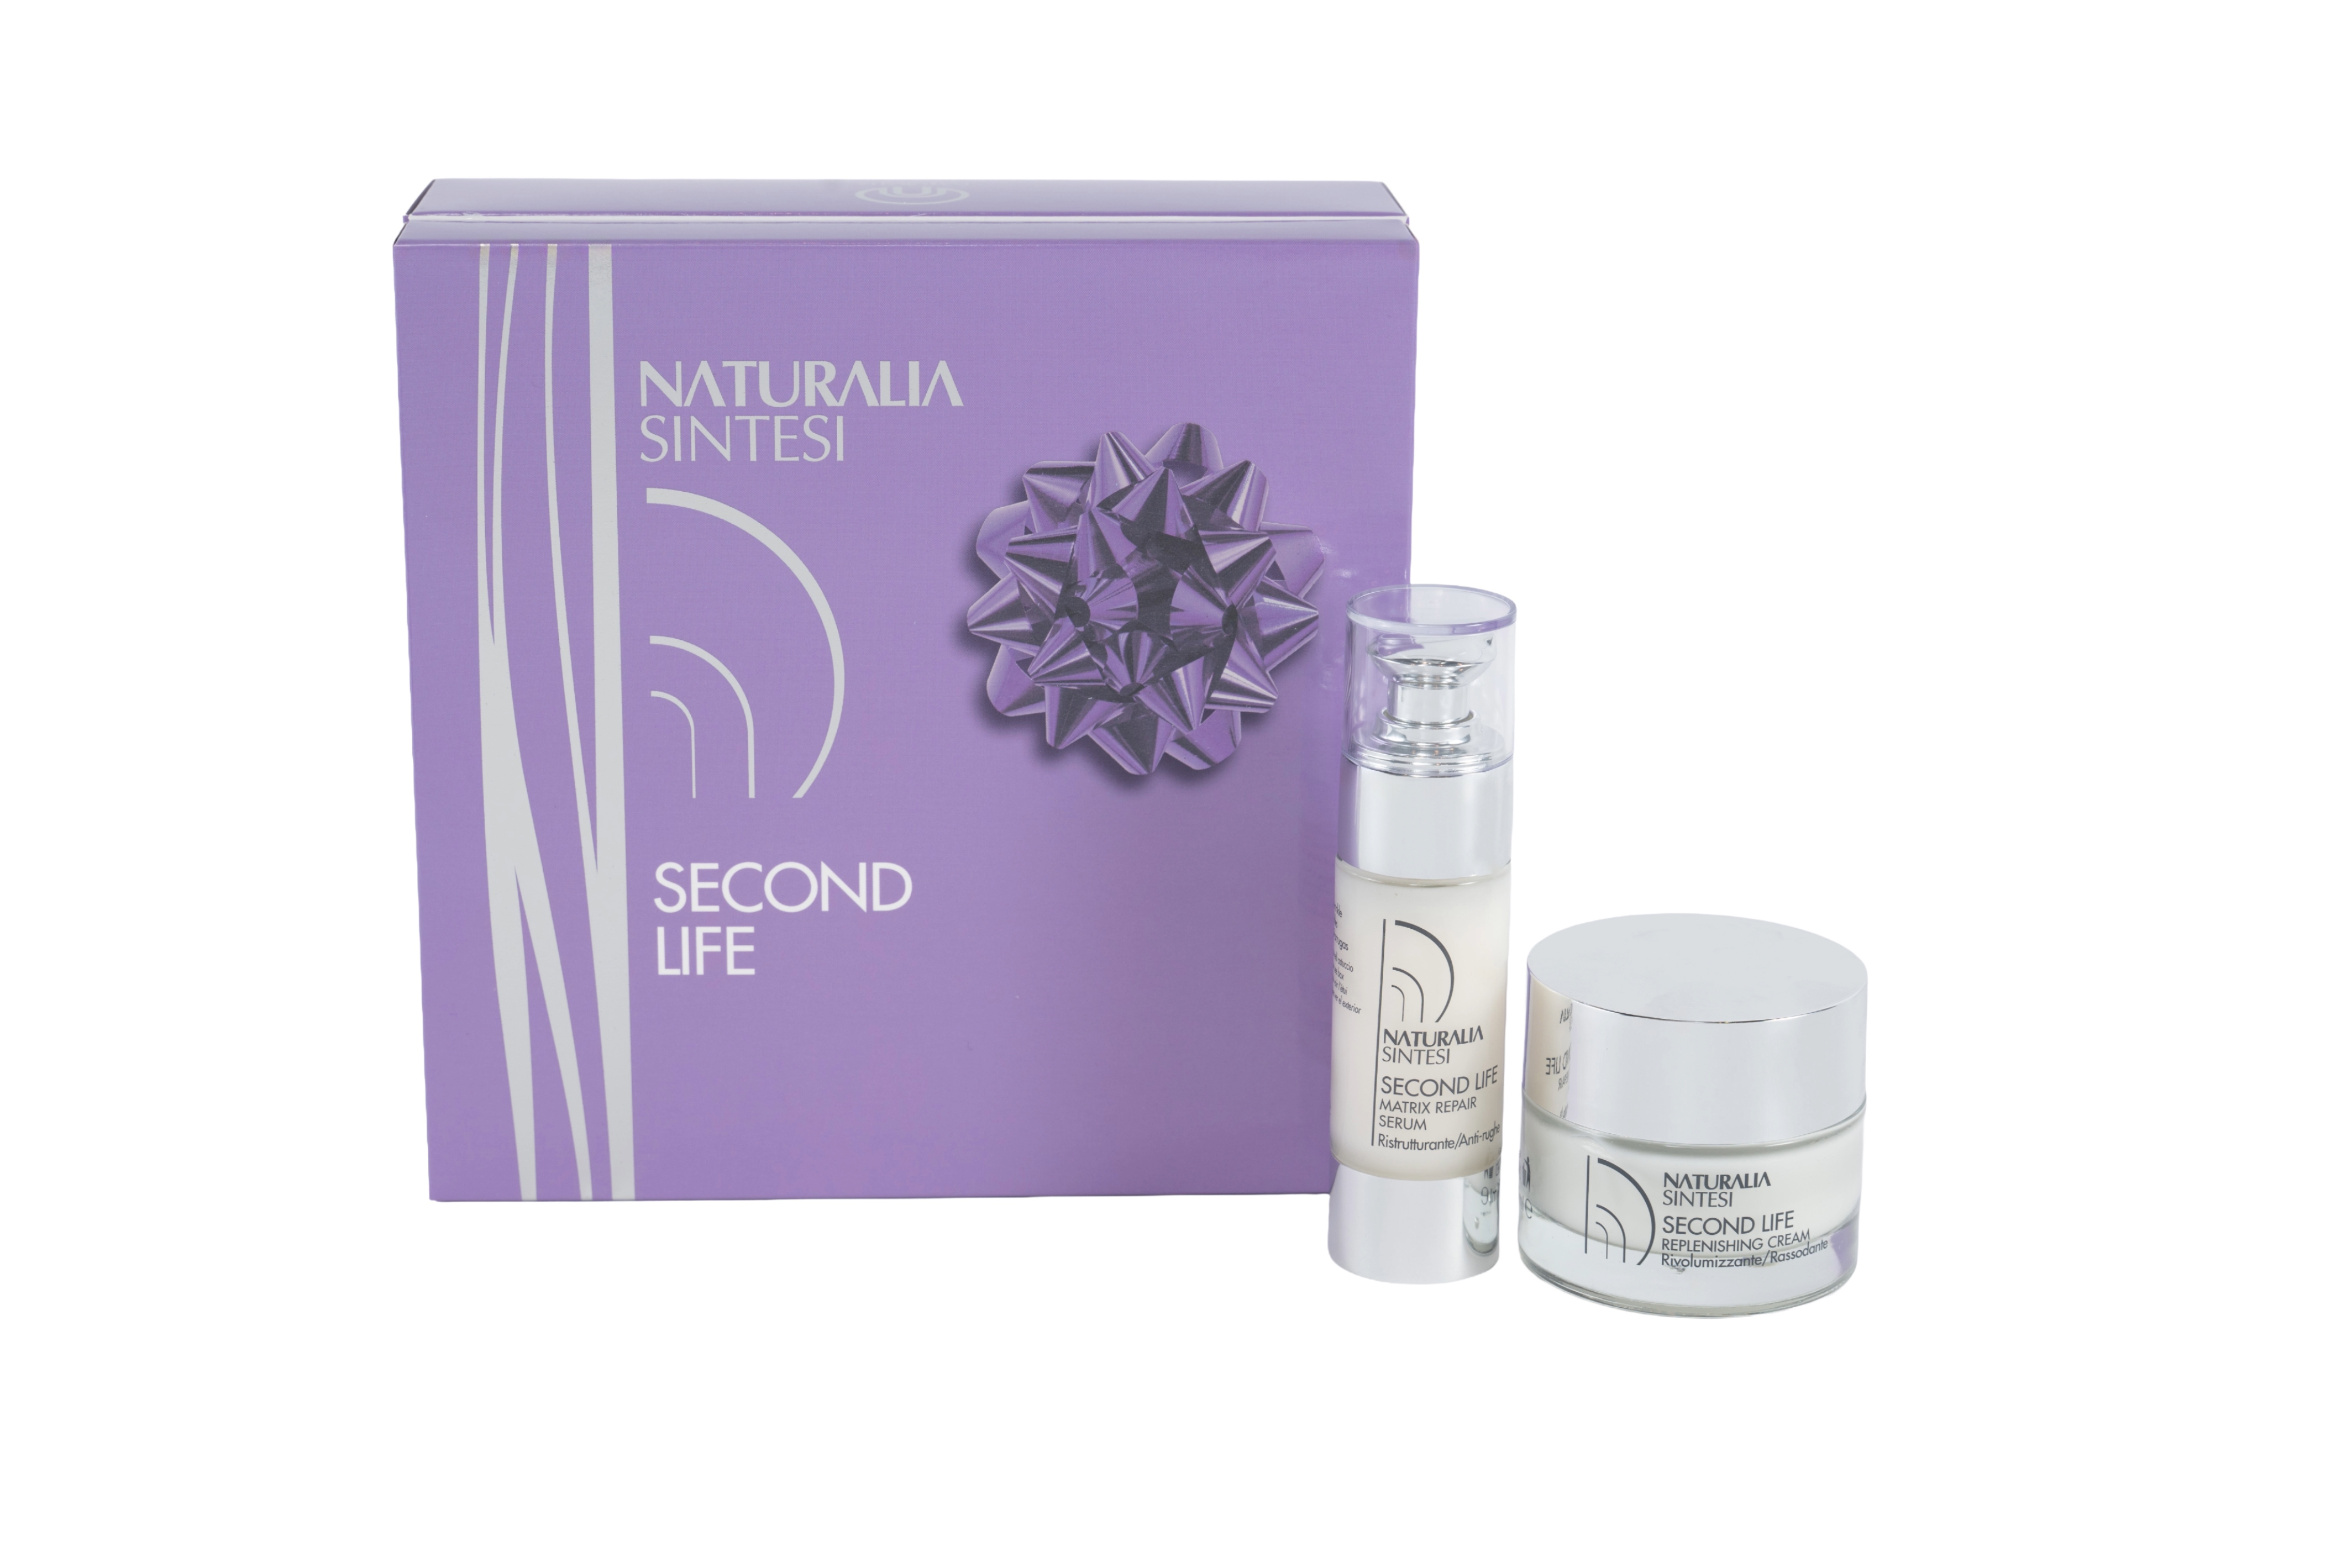 NATURALIA
SINTESI
SECOND
LIFE
NATURALIA
SINTESI
SECOND LIFE
MATRIX REPAIR
SERUM
Ristrutturante/Anti-rughe
NATURALIA
SINTESI
SECOND LIFE
REPLENISHING CREAM
Rivolumizzante/Rassodante